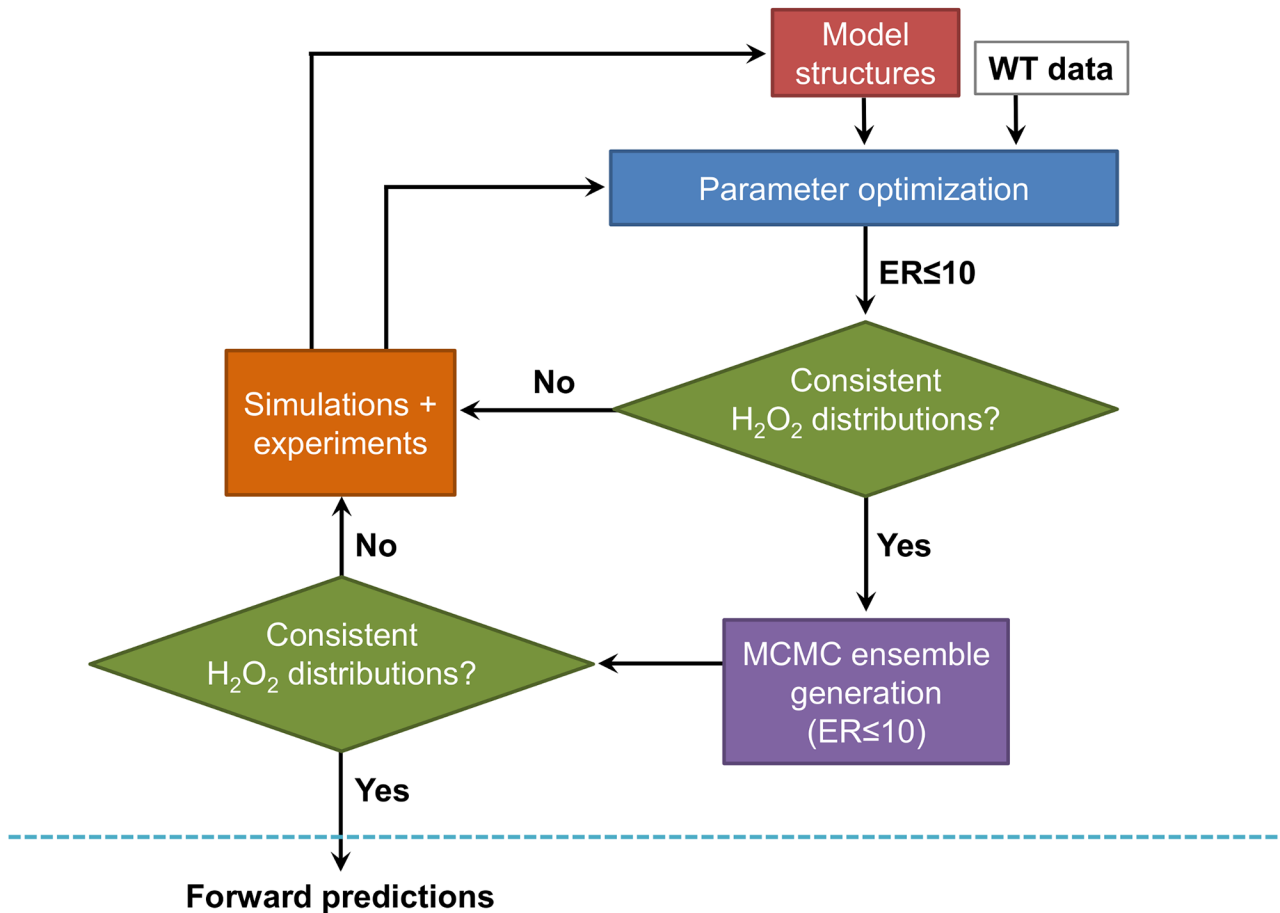 Model
structures
WT data
Parameter optimization
ER≤10
Consistent
H₂O₂ distributions?
No
Simulations +
experiments
Yes
No
MCMC ensemble
generation
(ER≤10)
Consistent
H₂O₂ distributions?
Yes
Forward predictions